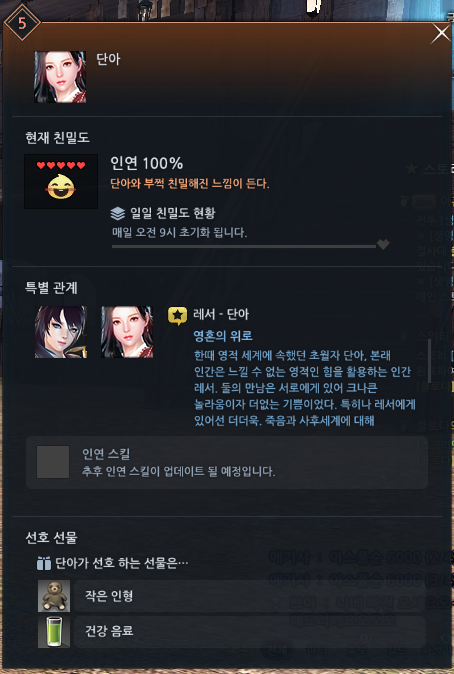 5
단아
현재 친밀도
인연 100%
단아와 부쩍 친밀해진 느낌이 든다.
일일 친밀도 현황
매일 오전 9시 초기화 됩니다.
특별 관계
레서 - 단아
영혼의 위로
한때 영적 세계에 속했던 초월자 단아, 본래
인간은 느낄 수 없는 영적인 힘을 활용하는 인간
레서. 둘의 만남은 서로에게 있어 크나큰
놀라움이자 더없는 기쁨이었다. 특히나 레서에게
있어선 더더욱. 죽음과 사후세계에 대해
인연 스킬
추후 인연 스킬이 업데이트 될 예정입니다.
선호 선물
단아가 선호 하는 선물은…
작은 인형
건강 음료